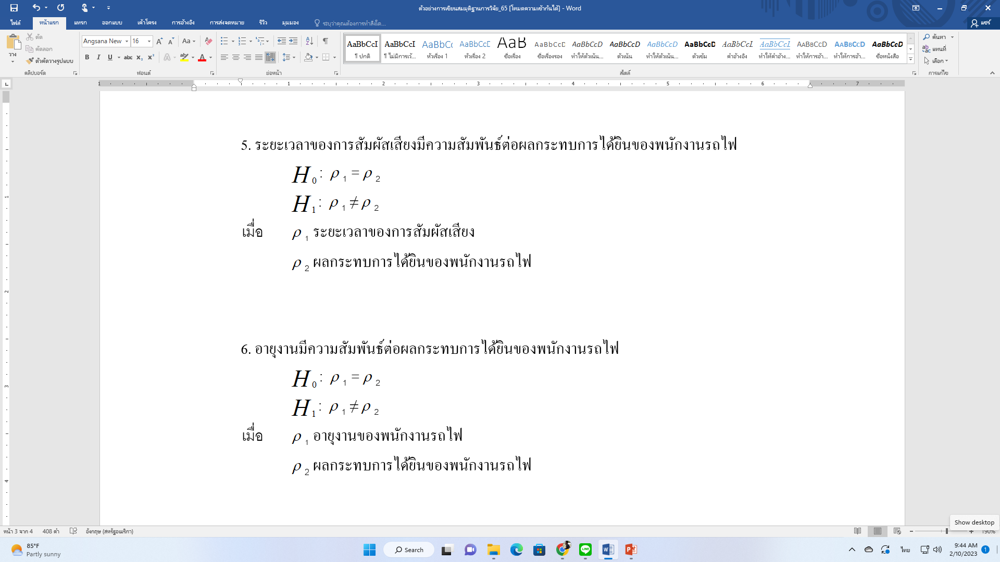 ตัวอย่างการเขียนสมมุติฐานการวิจัย_65 [โหมดความเข้ากันได้] - Word
ไฟล์ หน้าแรก แทรก ออกแบบ เค้าโครง การอ้างอิง การส่งจดหมาย รีวิว มุมมอง ระบุว่าคุณต้องการทำสิ่งใด... แชร์
วาง ตัด คัดลอก ตัวคัดวางรูปแบบ
Angsana New 16
AaBbCcI AaBbCcI AaBbCc AaBbCcD AaB AaBbCcD AaBbCcD AaBbCcD AaBbCcD AaBbCcD AaBbCcI AaBbCcI AaBbCcD AaBbCcD AaBbCcD
¶ ปกติ ¶ ไม่มีการเว้... หัวเรื่อง 1 หัวเรื่อง 2 ชื่อเรื่อง ชื่อเรื่องรอง ทำให้ตัวเน้น... ตัวเน้น ทำให้ตัวเน้น... ตัวเข้ม คำอ้างอิง ทำให้คำอ้าง... ทำให้การอ้า... ทำให้การอ้า... ชื่อหนังสือ
ค้นหา แทนที่ เลือก
คลิปบอร์ด ฟอนต์ ย่อหน้า สไตล์ การแก้ไข
1 1 2 3 4 5 6 7
5. ระยะเวลาของการสัมผัสเสียงมีความสัมพันธ์ต่อผลกระทบการได้ยินของพนักงานรถไฟ
H0 : ρ 1 = ρ 2
H1 : ρ 1 ≠ ρ 2
เมื่อ ρ 1 ระยะเวลาของการสัมผัสเสียง
ρ 2 ผลกระทบการได้ยินของพนักงานรถไฟ
6. อายุงานมีความสัมพันธ์ต่อผลกระทบการได้ยินของพนักงานรถไฟ
H0 : ρ 1 = ρ 2
H1 : ρ 1 ≠ ρ 2
เมื่อ ρ 1 อายุงานของพนักงานรถไฟ
ρ 2 ผลกระทบการได้ยินของพนักงานรถไฟ
Show desktop
หน้า 3 จาก 4 408 คำ อังกฤษ (สหรัฐอเมริกา) 190%
85°F
Partly sunny
Search
ไทย
9:44 AM
2/10/2023
1